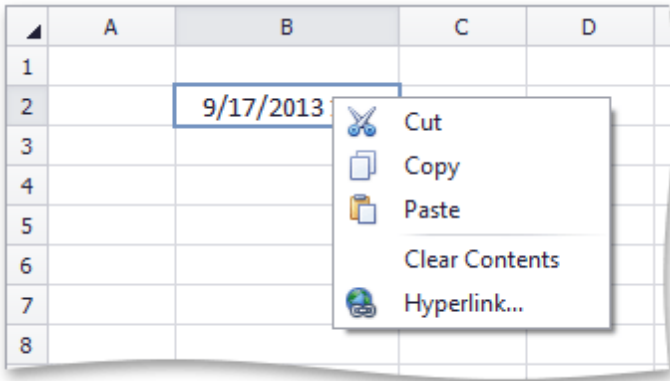 A B C D
1
2 9/17/2013
3
4
5
6
7
8
Cut
Copy
Paste
Clear Contents
Hyperlink...